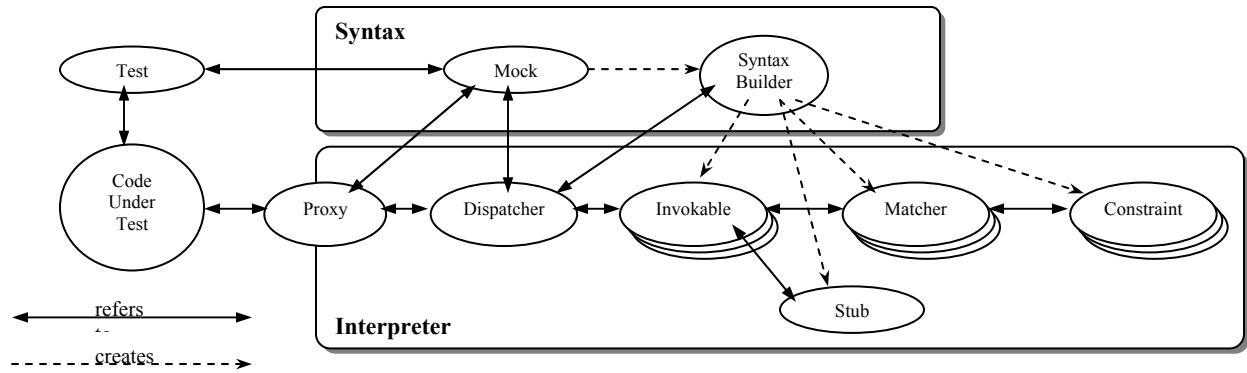 Syntax
Test
Mock
Syntax
Builder
Code
Under
Test
Proxy
Dispatcher
Invokable
Matcher
Constraint
Stub
Interpreter
refers
creates